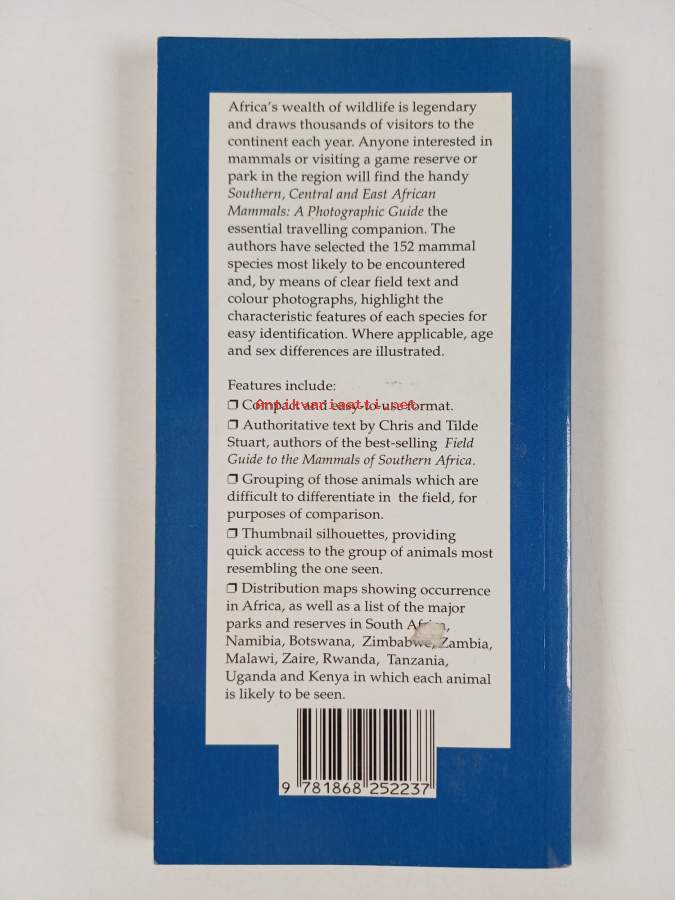 Africa's wealth of wildlife is legendary
and draws thousands of visitors to the
continent each year. Anyone interested in
mammals or visiting a game reserve or
park in the region will find the handy
Southern, Central and East African
Mammals: A Photographic Guide the
essential travelling companion. The
authors have selected the 152 mammal
species most likely to be encountered
and, by means of clear field text and
colour photographs, highlight the
characteristic features of each species for
easy identification. Where applicable, age
and sex differences are illustrated.
Features include:
❒ Compact and easy-to-use format.
Antikvariaatti.net
❒ Authoritative text by Chris and Tilde
Stuart, authors of the best-selling Field
Guide to the Mammals of Southern Africa.
❒ Grouping of those animals which are
difficult to differentiate in the field, for
purposes of comparison.
❒ Thumbnail silhouettes, providing
quick access to the group of animals most
resembling the one seen.
❒ Distribution maps showing occurrence
in Africa, as well as a list of the major
parks and reserves in South Africa,
Namibia, Botswana, Zimbabwe, Zambia,
Malawi, Zaire, Rwanda, Tanzania,
Uganda and Kenya in which each animal
is likely to be seen.
9 781868 252237